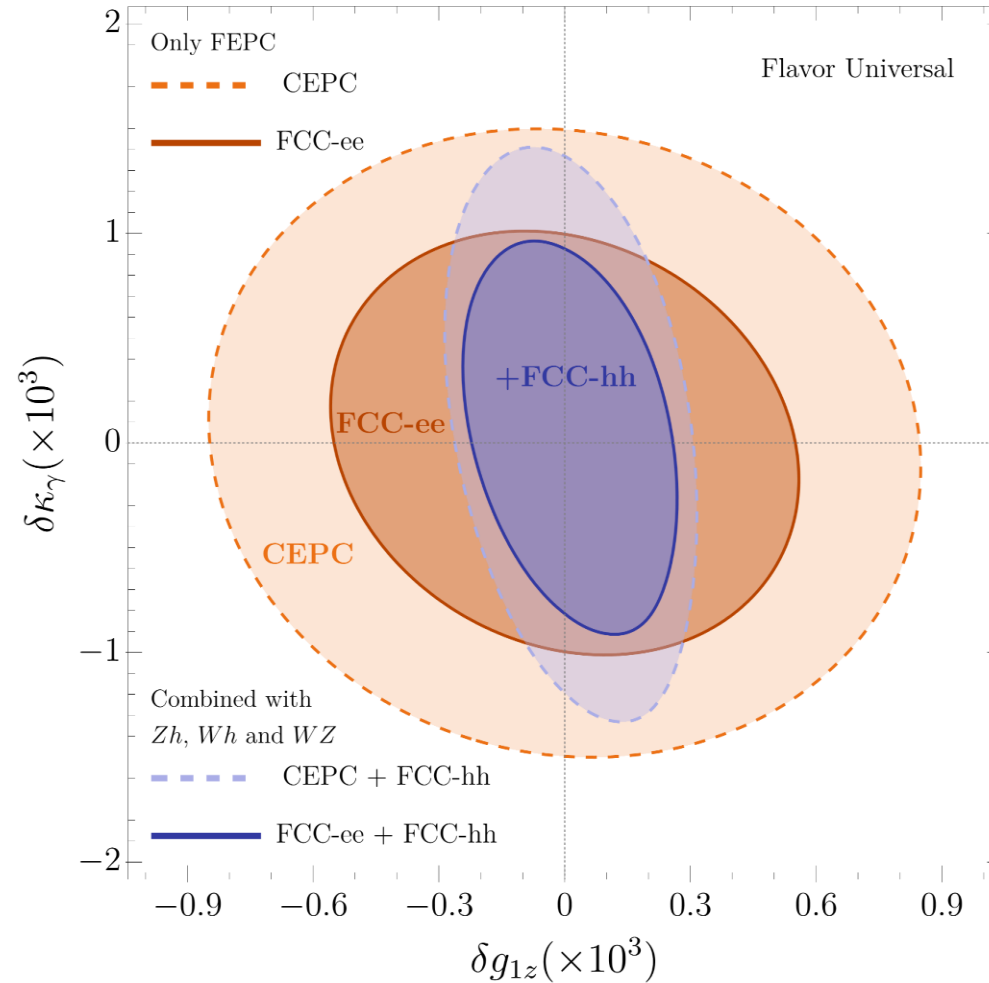 Only FEPC
CEPC
FCC-ee
Flavor Universal
+FCC-hh
FCC-ee
CEPC
Combined with
Zh, Wh and WZ
CEPC + FCC-hh
FCC-ee + FCC-hh
2
1
0
−1
−2
δκγ(×10³)
−0.9 −0.6 −0.3 0 0.3 0.6 0.9
δg1z(×10³)